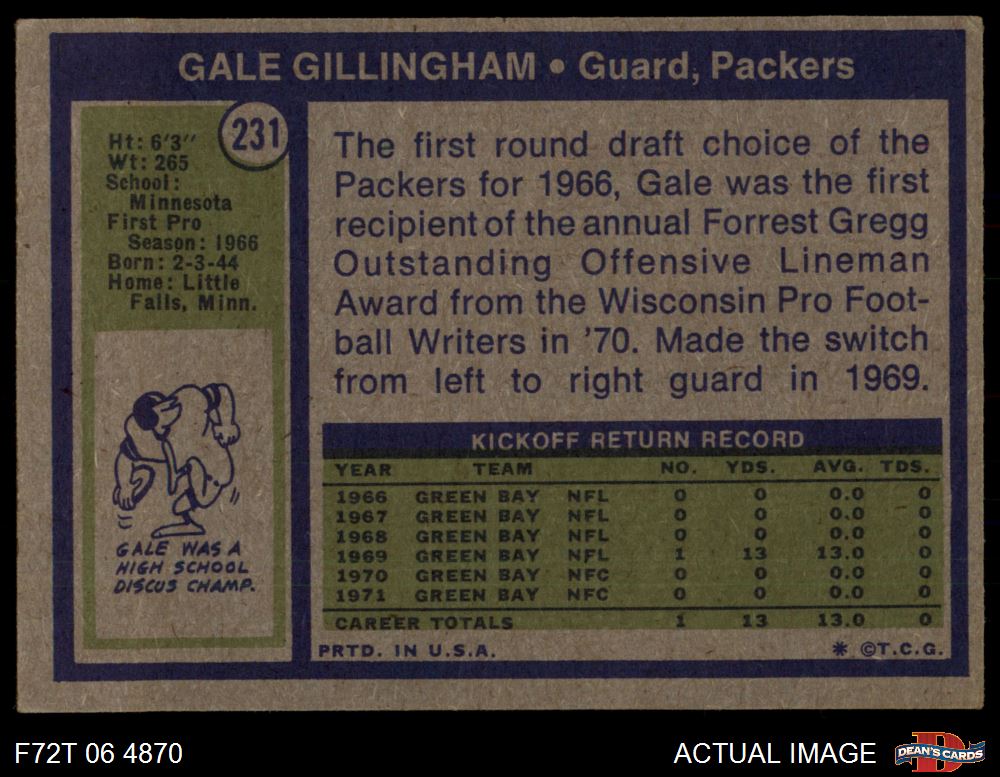 GALE GILLINGHAM • Guard, Packers
231
Ht: 6'3"
Wt: 265
School:
Minnesota
First Pro
Season: 1966
Born: 2-3-44
Home: Little
Falls, Minn.
GALE WAS A
HIGH SCHOOL
DISCUS CHAMP.
The first round draft choice of the
Packers for 1966, Gale was the first
recipient of the annual Forrest Gregg
Outstanding Offensive Lineman
Award from the Wisconsin Pro Foot-
ball Writers in '70. Made the switch
from left to right guard in 1969.
KICKOFF RETURN RECORD
YEAR TEAM NO. YDS. AVG. TDS.
1966 GREEN BAY NFL 0 0 0.0 0
1967 GREEN BAY NFL 0 0 0.0 0
1968 GREEN BAY NFL 0 0 0.0 0
1969 GREEN BAY NFL 1 13 13.0 0
1970 GREEN BAY NFC 0 0 0.0 0
1971 GREEN BAY NFC 0 0 0.0 0
CAREER TOTALS 1 13 13.0 0
PRTD. IN U.S.A. * ©T.C.G.
F72T 06 4870
ACTUAL IMAGE
D
DEAN'S CARDS